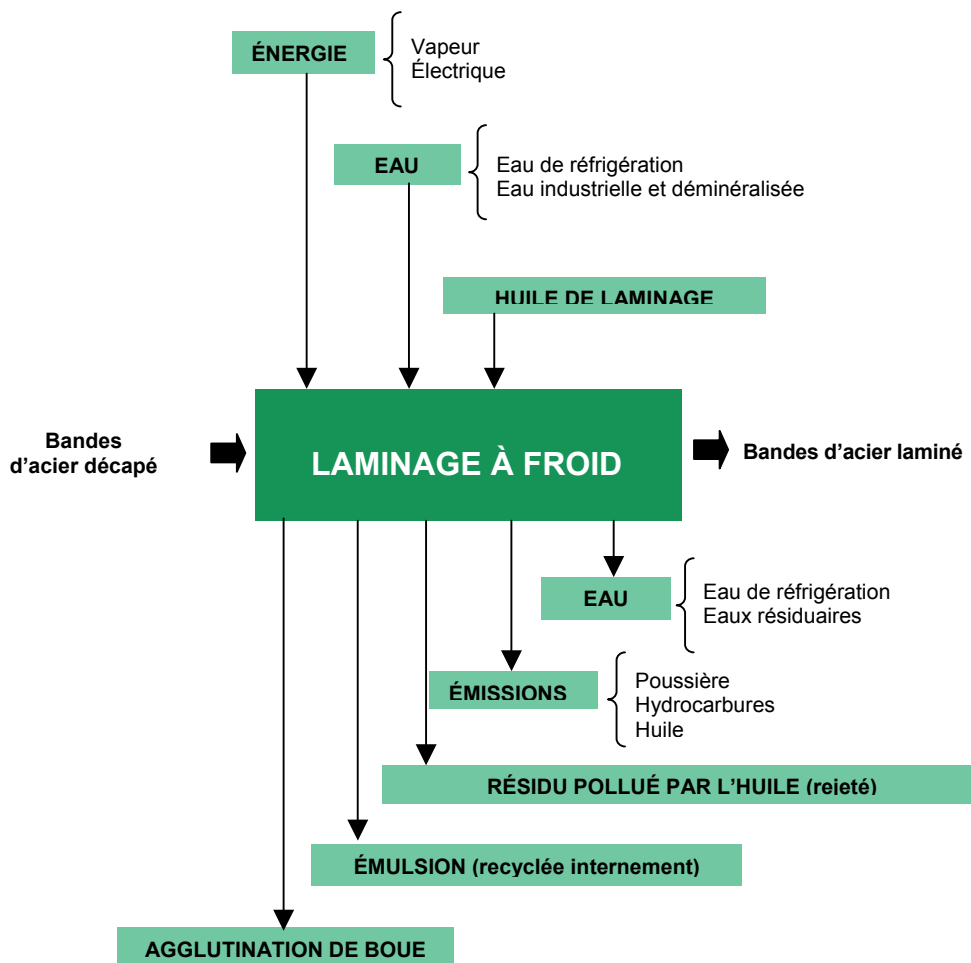 ÉNERGIE
Vapeur
Électrique
EAU
Eau de réfrigération
Eau industrielle et déminéralisée
HUILE DE LAMINAGE
Bandes
d'acier décapé
LAMINAGE À FROID
Bandes d'acier laminé
EAU
Eau de réfrigération
Eaux résiduaires
ÉMISSIONS
Poussière
Hydrocarbures
Huile
RÉSIDU POLLUÉ PAR L'HUILE (rejeté)
ÉMULSION (recyclée internement)
AGGLUTINATION DE BOUE